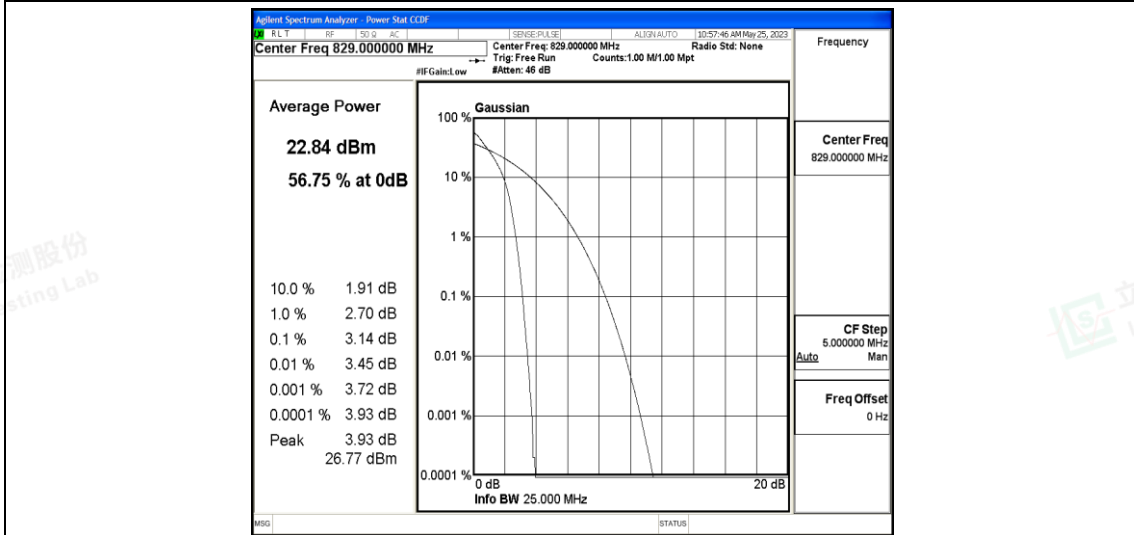 Agilent Spectrum Analyzer - Power Stat CCDF
LXI RLT RF 50 Ω AC SENSE:PULSE ALIGN AUTO 10:57:46 AM May 25, 2023
Center Freq 829.000000 MHz
Center Freq: 829.000000 MHz Radio Std: None
Trig: Free Run Counts:1.00 M/1.00 Mpt
#IFGain:Low #Atten: 46 dB
Frequency
Average Power
22.84 dBm
56.75 % at 0dB
10.0 % 1.91 dB
1.0 % 2.70 dB
0.1 % 3.14 dB
0.01 % 3.45 dB
0.001 % 3.72 dB
0.0001 % 3.93 dB
Peak 3.93 dB
26.77 dBm
Gaussian
100 %
10 %
1 %
0.1 %
0.01 %
0.001 %
0.0001 %
0 dB 20 dB
Info BW 25.000 MHz
Center Freq
829.000000 MHz
CF Step
5.000000 MHz
Auto Man
Freq Offset
0 Hz
MSG STATUS
测股份
sting Lab
立